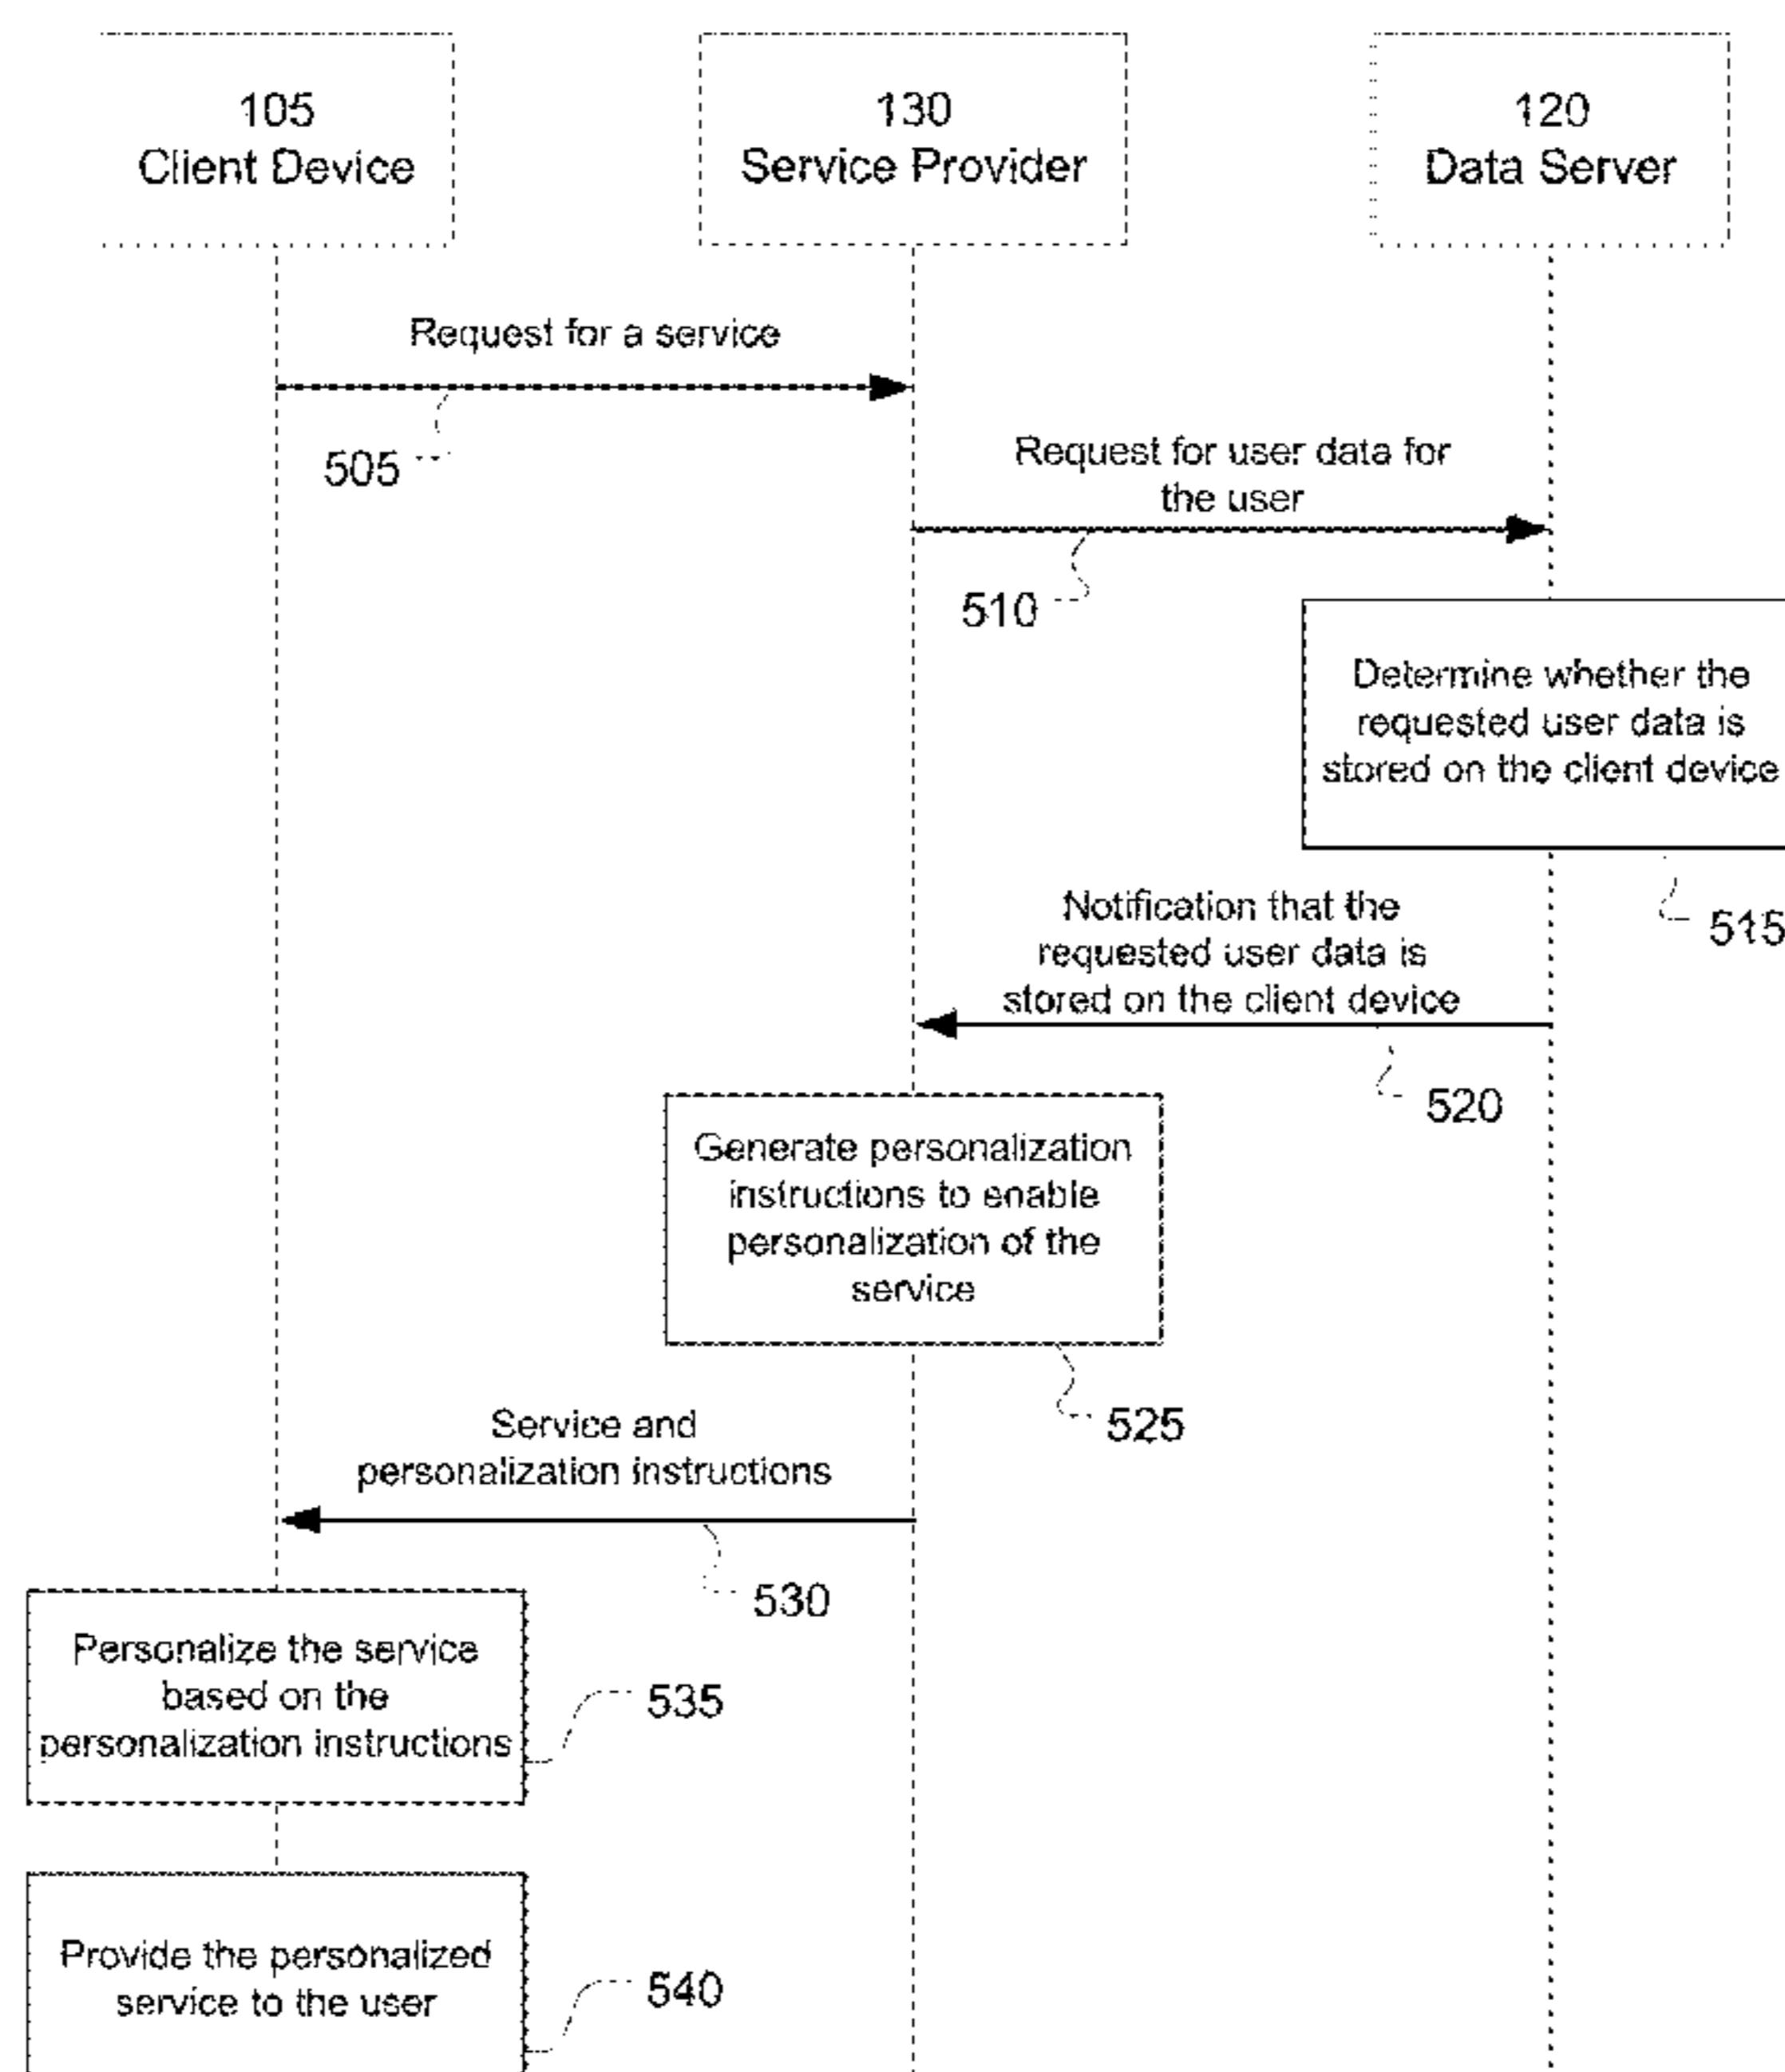 105
Client Device
130
Service Provider
120
Data Server
Request for a service
505
Request for user data for
the user
510
Determine whether the
requested user data is
stored on the client device
515
Notification that the
requested user data is
stored on the client device
520
Generate personalization
instructions to enable
personalization of the
service
525
Service and
personalization instructions
530
Personalize the service
based on the
personalization instructions
535
Provide the personalized
service to the user
540